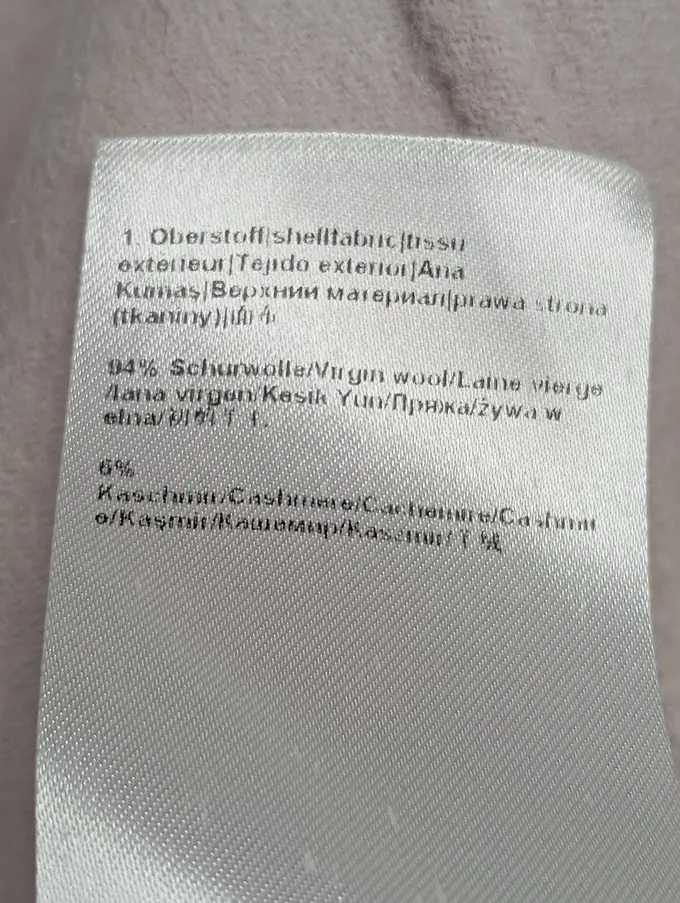 1. Oberstoff|shellfabric|tissu
exterieur|Tejido exterior|Ana
Kumaş|Верхний материал|prawa strona
(tkaniny)|
94% Schurwolle/Virgin wool/Laine vierge
/lana virgen/Kesik Yun/Пряжа/żywa w
ełna/
6%
Kaschmir/Cashmere/Cachemire/Cashmir
e/Kaşmir/Кашемир/Kaszmir/